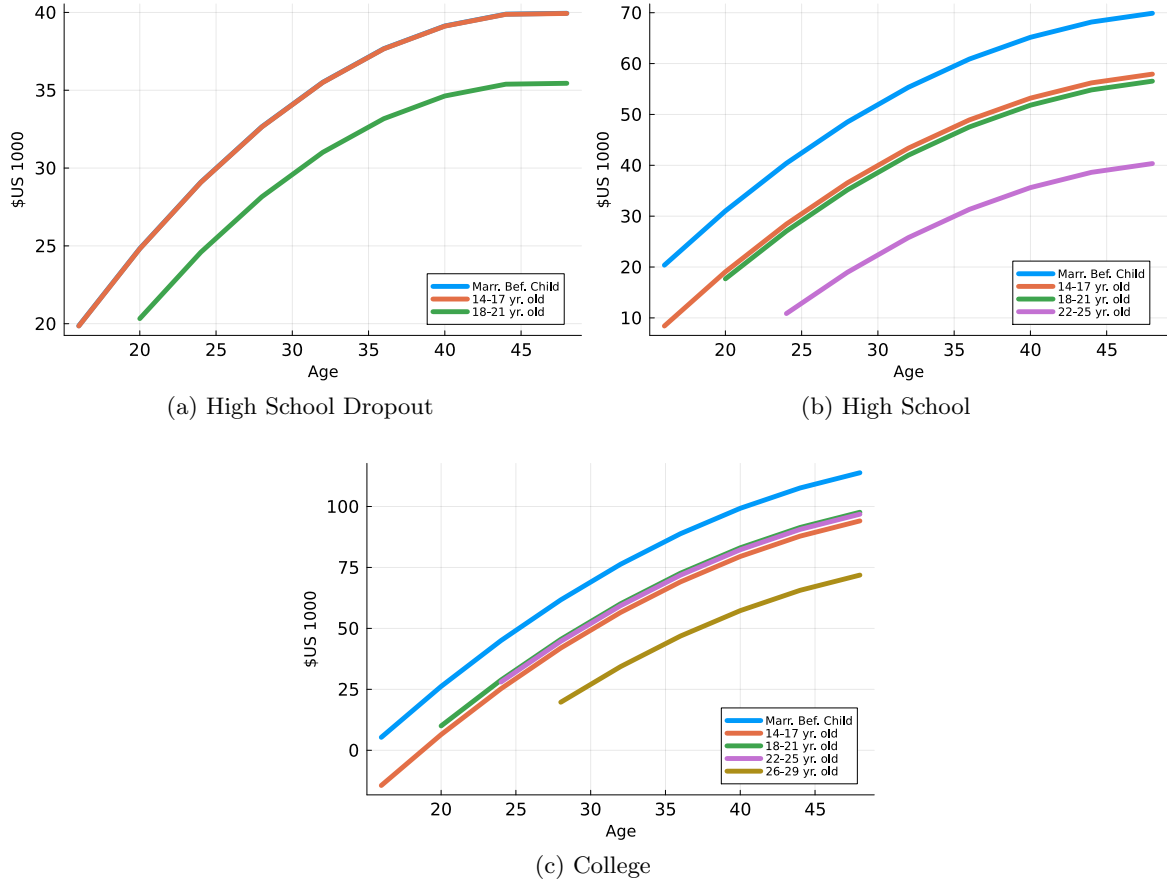 40
35
30
25
20
$US 1000
20 25 30 35 40 45
Age
Marr. Bef. Child
14-17 yr. old
18-21 yr. old
(a) High School Dropout
70
60
50
40
30
20
10
$US 1000
20 25 30 35 40 45
Age
Marr. Bef. Child
14-17 yr. old
18-21 yr. old
22-25 yr. old
(b) High School
100
75
50
25
0
$US 1000
20 25 30 35 40 45
Age
Marr. Bef. Child
14-17 yr. old
18-21 yr. old
22-25 yr. old
26-29 yr. old
(c) College